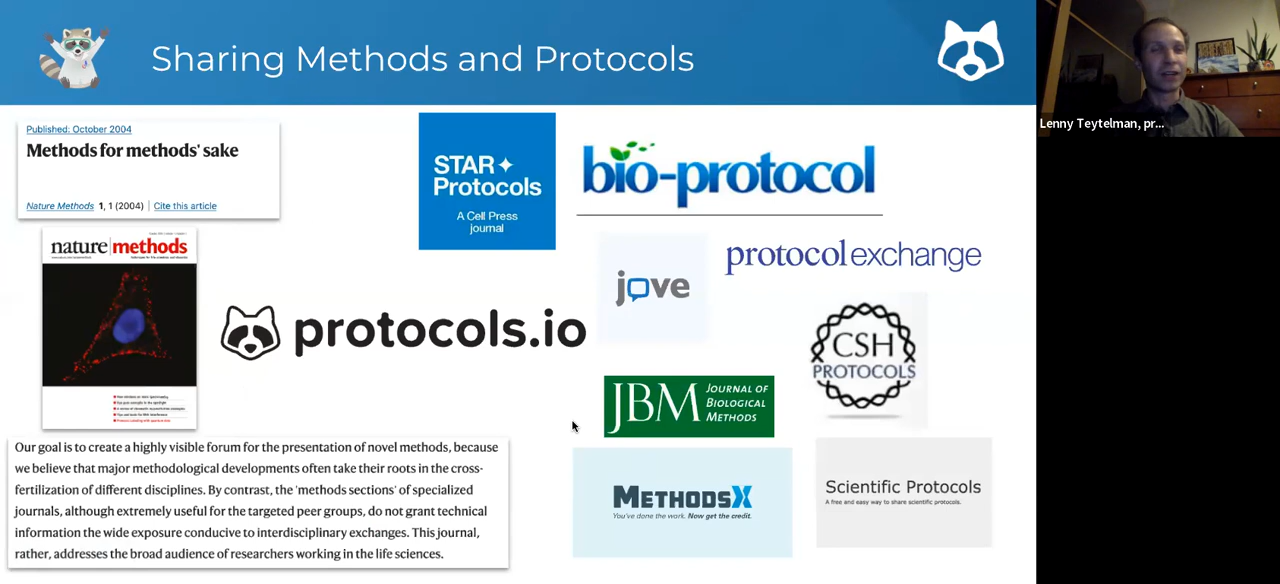 Sharing Methods and Protocols
Lenny Teytelman, pr...
Published: October 2004
Methods for methods' sake
Nature Methods 1, 1 (2004) | Cite this article
nature methods
STAR
Protocols
A Cell Press
journal
bio-protocol
jove
protocol exchange
protocols.io
CSH
PROTOCOLS
JBM JOURNAL OF
BIOLOGICAL
METHODS
METHODSX
You've done the work. Now get the credit.
Scientific Protocols
A free and easy way to share scientific protocols.
Our goal is to create a highly visible forum for the presentation of novel methods, because
we believe that major methodological developments often take their roots in the cross-
fertilization of different disciplines. By contrast, the 'methods sections' of specialized
journals, although extremely useful for the targeted peer groups, do not grant technical
information the wide exposure conducive to interdisciplinary exchanges. This journal,
rather, addresses the broad audience of researchers working in the life sciences.